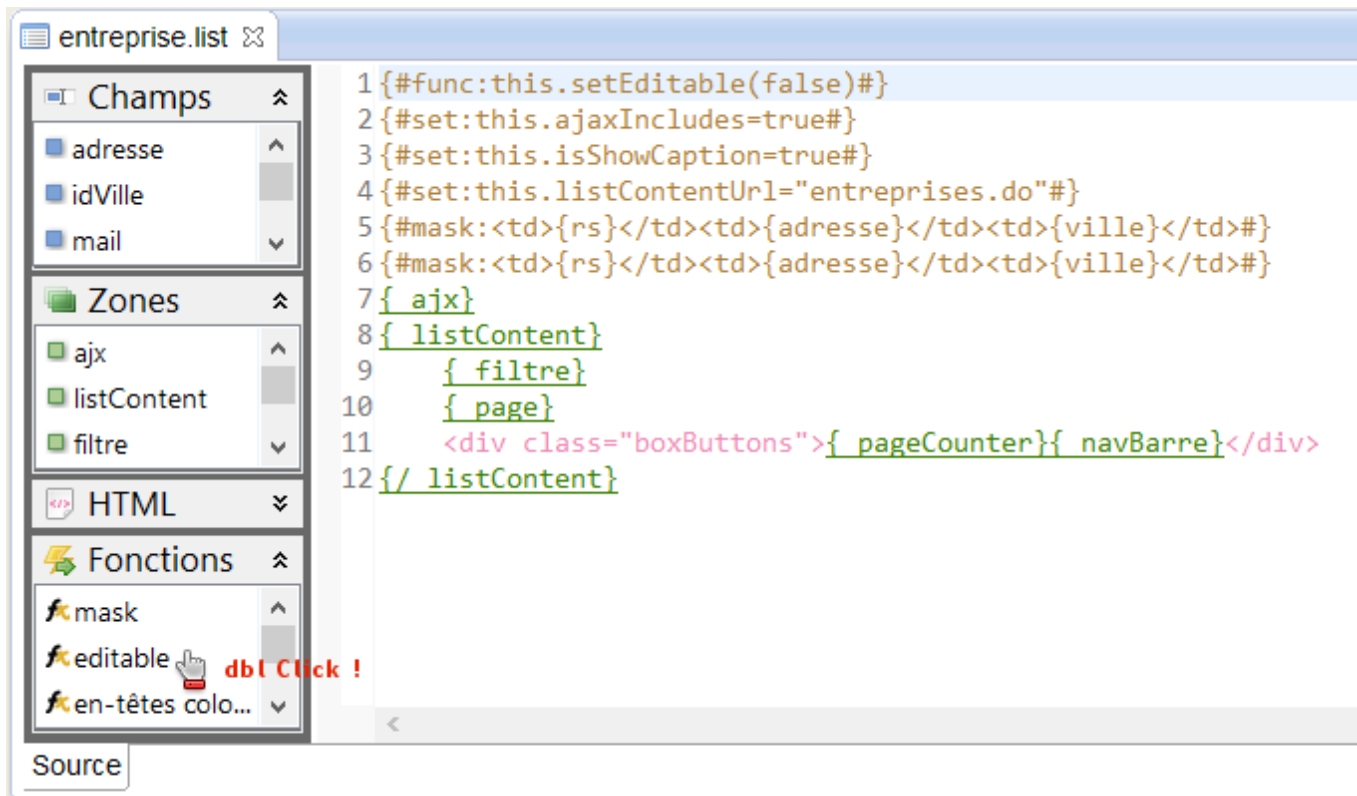 entreprise.list
Champs
adresse
idVille
mail
Zones
ajx
listContent
filtre
HTML
Fonctions
mask
editable
dbl Click !
en-têtes colo...
1 {#func:this.setEditable(false)#}
2 {#set:this.ajaxIncludes=true#}
3 {#set:this.isShowCaption=true#}
4 {#set:this.listContentUrl="entreprises.do"#}
5 {#mask:<td>{rs}</td><td>{adresse}</td><td>{ville}</td>#}
6 {#mask:<td>{rs}</td><td>{adresse}</td><td>{ville}</td>#}
7 {_ajx}
8 {_listContent}
9     {_filtre}
10     {_page}
11     <div class="boxButtons">{_pageCounter}{_navBarre}</div>
12 {/_listContent}
Source